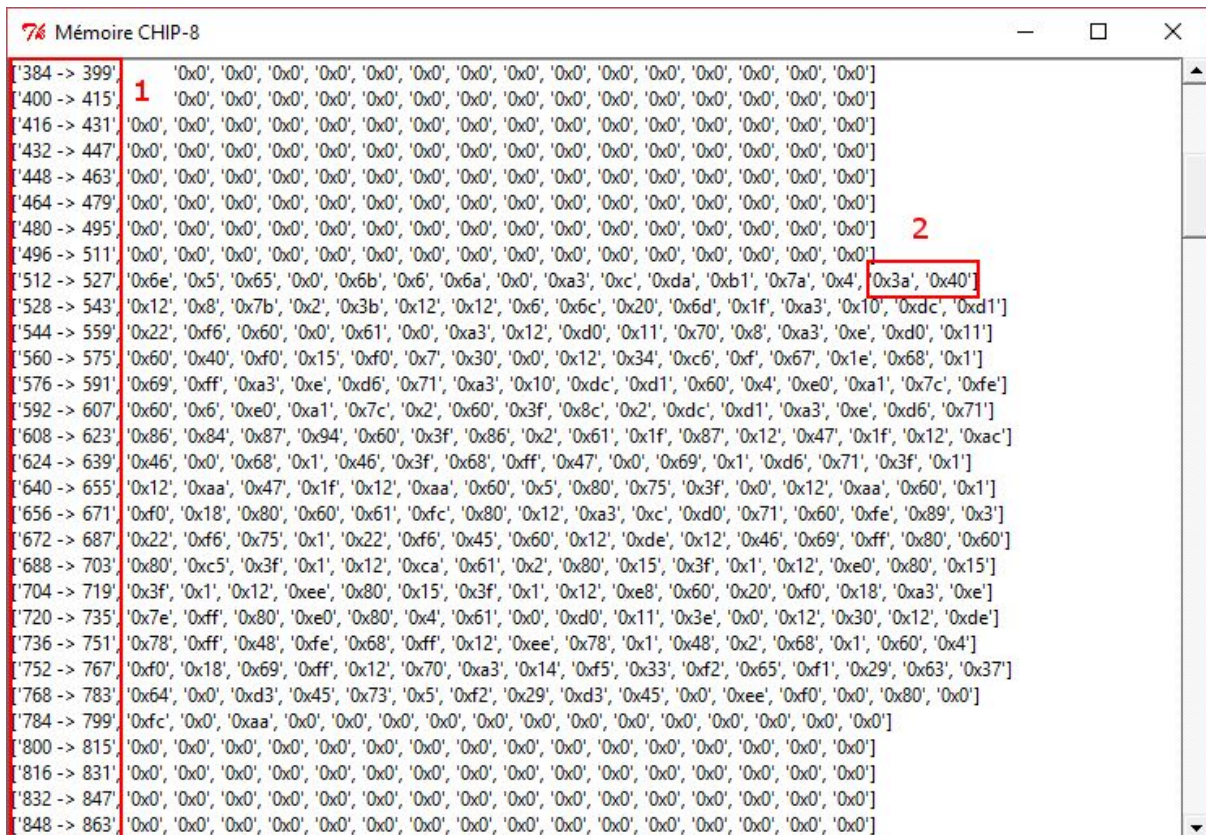 Mémoire CHIP-8
['384 -> 399', '0x0', '0x0', '0x0', '0x0', '0x0', '0x0', '0x0', '0x0', '0x0', '0x0', '0x0', '0x0', '0x0', '0x0', '0x0']
1
['400 -> 415', '0x0', '0x0', '0x0', '0x0', '0x0', '0x0', '0x0', '0x0', '0x0', '0x0', '0x0', '0x0', '0x0', '0x0', '0x0']
['416 -> 431', '0x0', '0x0', '0x0', '0x0', '0x0', '0x0', '0x0', '0x0', '0x0', '0x0', '0x0', '0x0', '0x0', '0x0', '0x0', '0x0']
['432 -> 447', '0x0', '0x0', '0x0', '0x0', '0x0', '0x0', '0x0', '0x0', '0x0', '0x0', '0x0', '0x0', '0x0', '0x0', '0x0', '0x0']
['448 -> 463', '0x0', '0x0', '0x0', '0x0', '0x0', '0x0', '0x0', '0x0', '0x0', '0x0', '0x0', '0x0', '0x0', '0x0', '0x0', '0x0']
['464 -> 479', '0x0', '0x0', '0x0', '0x0', '0x0', '0x0', '0x0', '0x0', '0x0', '0x0', '0x0', '0x0', '0x0', '0x0', '0x0', '0x0']
['480 -> 495', '0x0', '0x0', '0x0', '0x0', '0x0', '0x0', '0x0', '0x0', '0x0', '0x0', '0x0', '0x0', '0x0', '0x0', '0x0', '0x0']
2
['496 -> 511', '0x0', '0x0', '0x0', '0x0', '0x0', '0x0', '0x0', '0x0', '0x0', '0x0', '0x0', '0x0', '0x0', '0x0', '0x0', '0x0']
['512 -> 527', '0x6e', '0x5', '0x65', '0x0', '0x6b', '0x6', '0x6a', '0x0', '0xa3', '0xc', '0xda', '0xb1', '0x7a', '0x4', '0x3a', '0x40']
['528 -> 543', '0x12', '0x8', '0x7b', '0x2', '0x3b', '0x12', '0x12', '0x6', '0x6c', '0x20', '0x6d', '0x1f', '0xa3', '0x10', '0xdc', '0xd1']
['544 -> 559', '0x22', '0xf6', '0x60', '0x0', '0x61', '0x0', '0xa3', '0x12', '0xd0', '0x11', '0x70', '0x8', '0xa3', '0xe', '0xd0', '0x11']
['560 -> 575', '0x60', '0x40', '0xf0', '0x15', '0xf0', '0x7', '0x30', '0x0', '0x12', '0x34', '0xc6', '0xf', '0x67', '0x1e', '0x68', '0x1']
['576 -> 591', '0x69', '0xff', '0xa3', '0xe', '0xd6', '0x71', '0xa3', '0x10', '0xdc', '0xd1', '0x60', '0x4', '0xe0', '0xa1', '0x7c', '0xfe']
['592 -> 607', '0x60', '0x6', '0xe0', '0xa1', '0x7c', '0x2', '0x60', '0x3f', '0x8c', '0x2', '0xdc', '0xd1', '0xa3', '0xe', '0xd6', '0x71']
['608 -> 623', '0x86', '0x84', '0x87', '0x94', '0x60', '0x3f', '0x86', '0x2', '0x61', '0x1f', '0x87', '0x12', '0x47', '0x1f', '0x12', '0xac']
['624 -> 639', '0x46', '0x0', '0x68', '0x1', '0x46', '0x3f', '0x68', '0xff', '0x47', '0x0', '0x69', '0x1', '0xd6', '0x71', '0x3f', '0x1']
['640 -> 655', '0x12', '0xaa', '0x47', '0x1f', '0x12', '0xaa', '0x60', '0x5', '0x80', '0x75', '0x3f', '0x0', '0x12', '0xaa', '0x60', '0x1']
['656 -> 671', '0xf0', '0x18', '0x80', '0x60', '0x61', '0xfc', '0x80', '0x12', '0xa3', '0xc', '0xd0', '0x71', '0x60', '0xfe', '0x89', '0x3']
['672 -> 687', '0x22', '0xf6', '0x75', '0x1', '0x22', '0xf6', '0x45', '0x60', '0x12', '0xde', '0x12', '0x46', '0x69', '0xff', '0x80', '0x60']
['688 -> 703', '0x80', '0xc5', '0x3f', '0x1', '0x12', '0xca', '0x61', '0x2', '0x80', '0x15', '0x3f', '0x1', '0x12', '0xe0', '0x80', '0x15']
['704 -> 719', '0x3f', '0x1', '0x12', '0xee', '0x80', '0x15', '0x3f', '0x1', '0x12', '0xe8', '0x60', '0x20', '0xf0', '0x18', '0xa3', '0xe']
['720 -> 735', '0x7e', '0xff', '0x80', '0xe0', '0x80', '0x4', '0x61', '0x0', '0xd0', '0x11', '0x3e', '0x0', '0x12', '0x30', '0x12', '0xde']
['736 -> 751', '0x78', '0xff', '0x48', '0xfe', '0x68', '0xff', '0x12', '0xee', '0x78', '0x1', '0x48', '0x2', '0x68', '0x1', '0x60', '0x4']
['752 -> 767', '0xf0', '0x18', '0x69', '0xff', '0x12', '0x70', '0xa3', '0x14', '0xf5', '0x33', '0xf2', '0x65', '0xf1', '0x29', '0x63', '0x37']
['768 -> 783', '0x64', '0x0', '0xd3', '0x45', '0x73', '0x5', '0xf2', '0x29', '0xd3', '0x45', '0x0', '0xee', '0xf0', '0x0', '0x80', '0x0']
['784 -> 799', '0xfc', '0x0', '0xaa', '0x0', '0x0', '0x0', '0x0', '0x0', '0x0', '0x0', '0x0', '0x0', '0x0', '0x0', '0x0', '0x0']
['800 -> 815', '0x0', '0x0', '0x0', '0x0', '0x0', '0x0', '0x0', '0x0', '0x0', '0x0', '0x0', '0x0', '0x0', '0x0', '0x0', '0x0']
['816 -> 831', '0x0', '0x0', '0x0', '0x0', '0x0', '0x0', '0x0', '0x0', '0x0', '0x0', '0x0', '0x0', '0x0', '0x0', '0x0', '0x0']
['832 -> 847', '0x0', '0x0', '0x0', '0x0', '0x0', '0x0', '0x0', '0x0', '0x0', '0x0', '0x0', '0x0', '0x0', '0x0', '0x0', '0x0']
['848 -> 863', '0x0', '0x0', '0x0', '0x0', '0x0', '0x0', '0x0', '0x0', '0x0', '0x0', '0x0', '0x0', '0x0', '0x0', '0x0', '0x0']